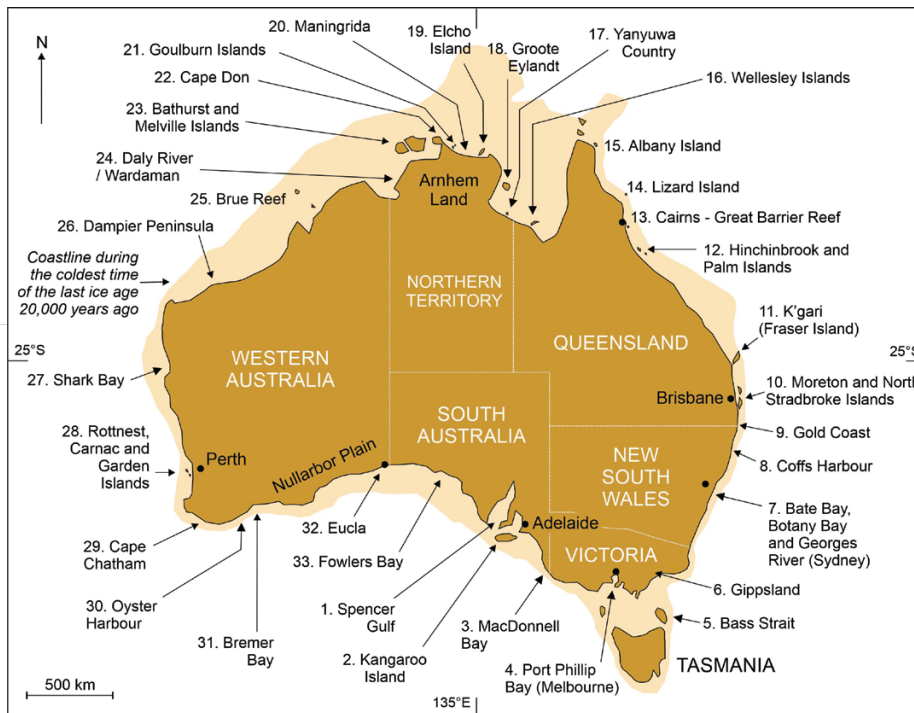 N
20. Maningrida
21. Goulburn Islands
22. Cape Don
23. Bathurst and
Melville Islands
24. Daly River
/ Wardaman
25. Brue Reef
26. Dampier Peninsula
Coastline during
the coldest time
of the last ice age
20,000 years ago
19. Elcho
Island
18. Groote
Eylandt
17. Yanyuwa
Country
16. Wellesley Islands
15. Albany Island
14. Lizard Island
13. Cairns - Great Barrier Reef
12. Hinchinbrook and
Palm Islands
11. K'gari
(Fraser Island)
25°S
25°S
10. Moreton and North
Stradbroke Islands
9. Gold Coast
8. Coffs Harbour
7. Bate Bay,
Botany Bay
and Georges
River (Sydney)
6. Gippsland
5. Bass Strait
TASMANIA
4. Port Phillip
Bay (Melbourne)
3. MacDonnell
Bay
2. Kangaroo
Island
1. Spencer
Gulf
33. Fowlers Bay
32. Eucla
31. Bremer
Bay
30. Oyster
Harbour
29. Cape
Chatham
28. Rottnest,
Carnac and
Garden
Islands
27. Shark Bay
Arnhem
Land
NORTHERN
TERRITORY
WESTERN
AUSTRALIA
QUEENSLAND
Brisbane
SOUTH
AUSTRALIA
NEW
SOUTH
WALES
Perth
Nullarbor Plain
Adelaide
VICTORIA
500 km
135°E